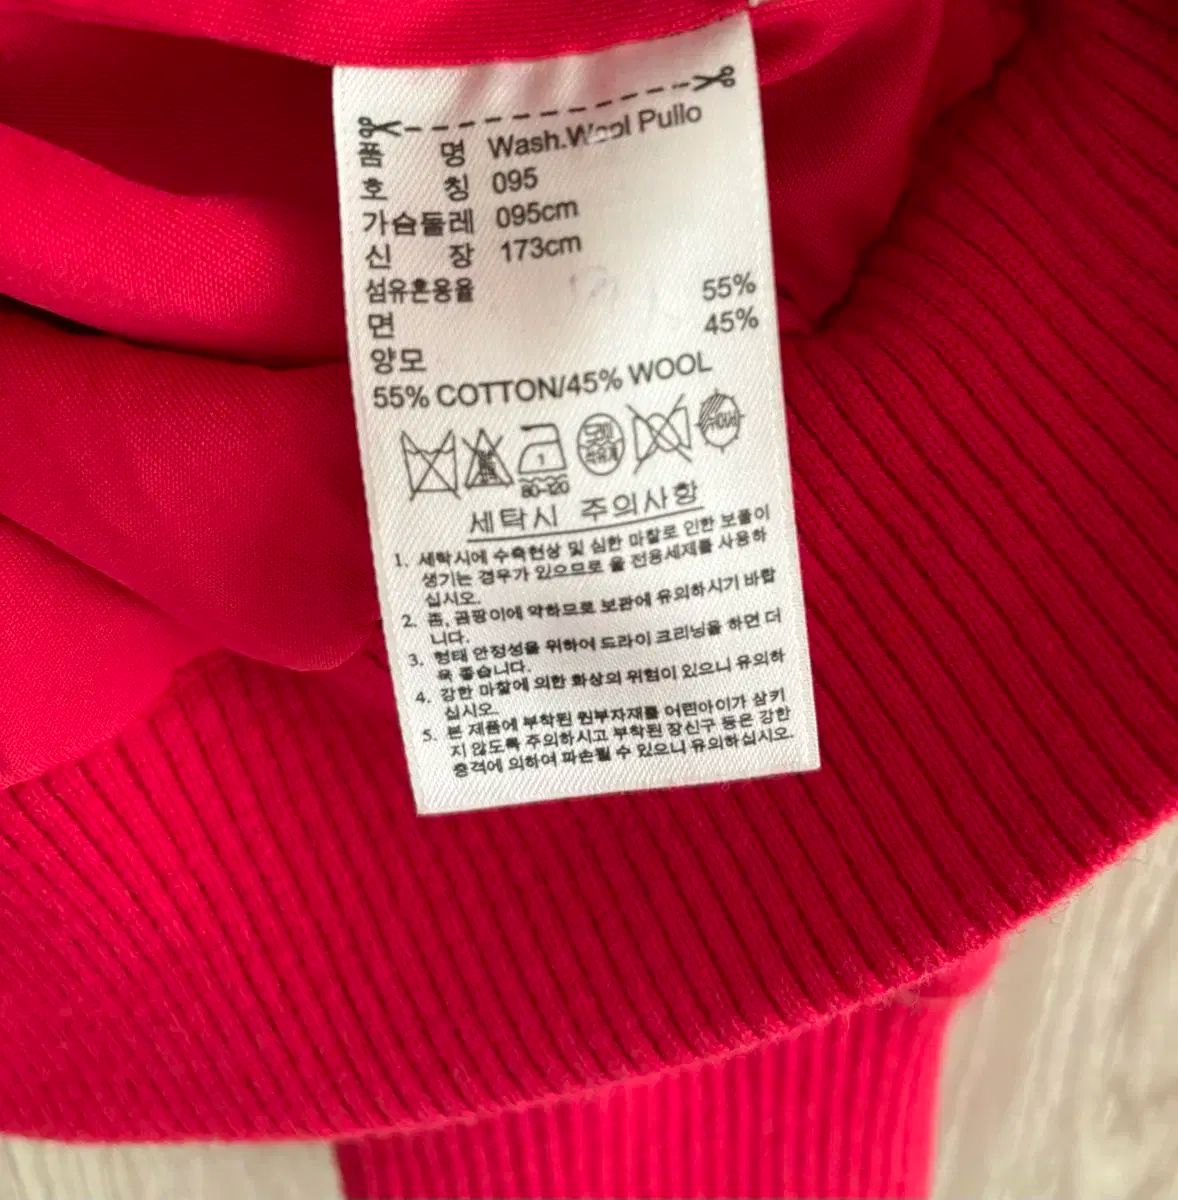 품 명 Wash.Wool Pullo
호 칭 095
가슴둘레 095cm
신 장 173cm
섬유혼용율 55%
면 45%
양모
55% COTTON/45% WOOL
1
80-120
드라이
석유계
세탁시 주의사항
1. 세탁시에 수축현상 및 심한 마찰로 인한 보풀이
생기는 경우가 있으므로 울 전용세제를 사용하
십시오.
2. 좀, 곰팡이에 약하므로 보관에 유의하시기 바랍
니다.
3. 형태 안정성을 위하여 드라이 크리닝을 하면 더
욱 좋습니다.
4. 강한 마찰에 의한 화상의 위험이 있으니 유의하
십시오.
5. 본 제품에 부착된 원부자재를 어린아이가 삼키
지 않도록 주의하시고 부착된 장신구 등은 강한
충격에 의하여 파손될 수 있으니 유의하십시오.